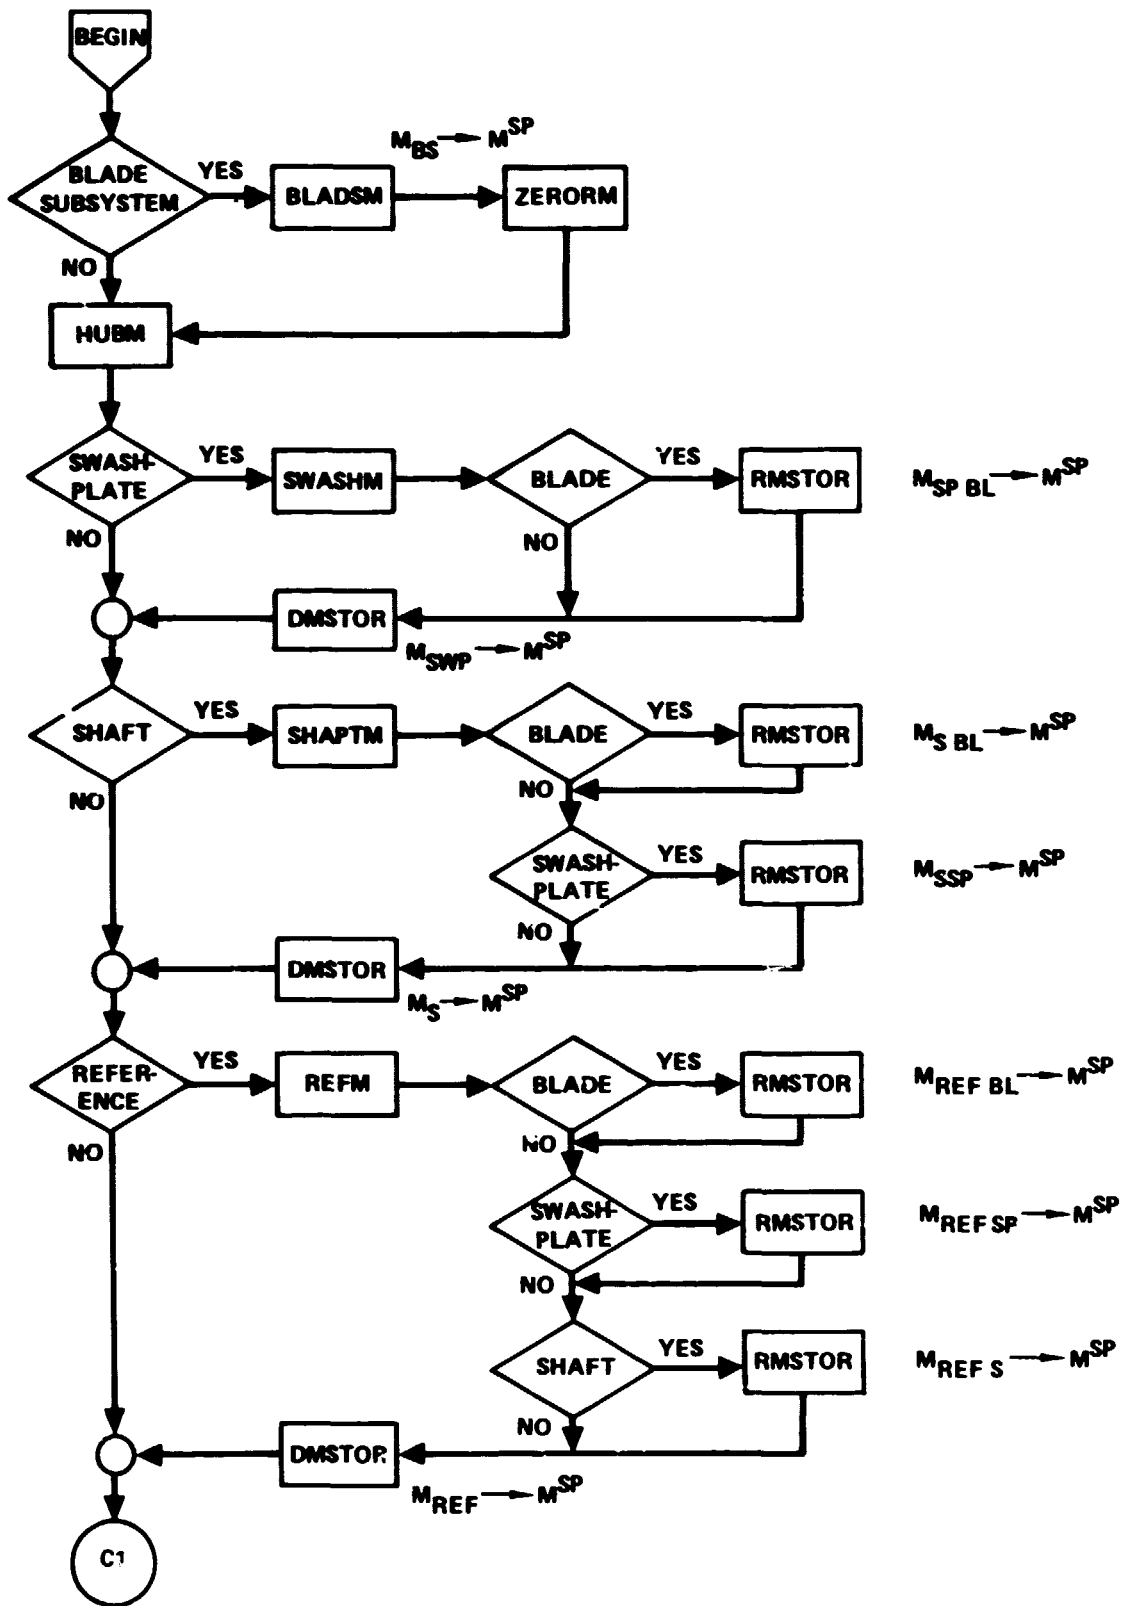 BEGIN
M_BS → M^SP
BLADE
SUBSYSTEM
YES
BLADSM
ZERORM
NO
HUBM
SWASH-
PLATE
YES
SWASHM
BLADE
YES
RMSTOR
M_SP BL → M^SP
NO
NO
DMSTOR
M_SWP → M^SP
SHAFT
YES
SHAPTM
BLADE
YES
RMSTOR
M_S BL → M^SP
NO
NO
SWASH-
PLATE
YES
RMSTOR
M_SSP → M^SP
NO
DMSTOR
M_S → M^SP
REFER-
ENCE
YES
REFM
BLADE
YES
RMSTOR
M_REF BL → M^SP
NO
NO
SWASH-
PLATE
YES
RMSTOR
M_REF SP → M^SP
NO
SHAFT
YES
RMSTOR
M_REF S → M^SP
NO
DMSTOR
M_REF → M^SP
C1